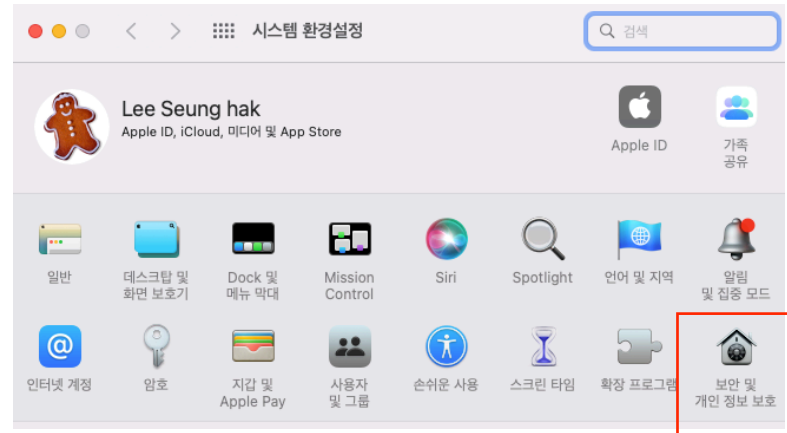 시스템 환경설정
검색
Lee Seung hak
Apple ID, iCloud, 미디어 및 App Store
Apple ID
가족
공유
일반
데스크탑 및
화면 보호기
Dock 및
메뉴 막대
Mission
Control
Siri
Spotlight
언어 및 지역
알림
및 집중 모드
인터넷 계정
암호
지갑 및
Apple Pay
사용자
및 그룹
손쉬운 사용
스크린 타임
확장 프로그램
보안 및
개인 정보 보호